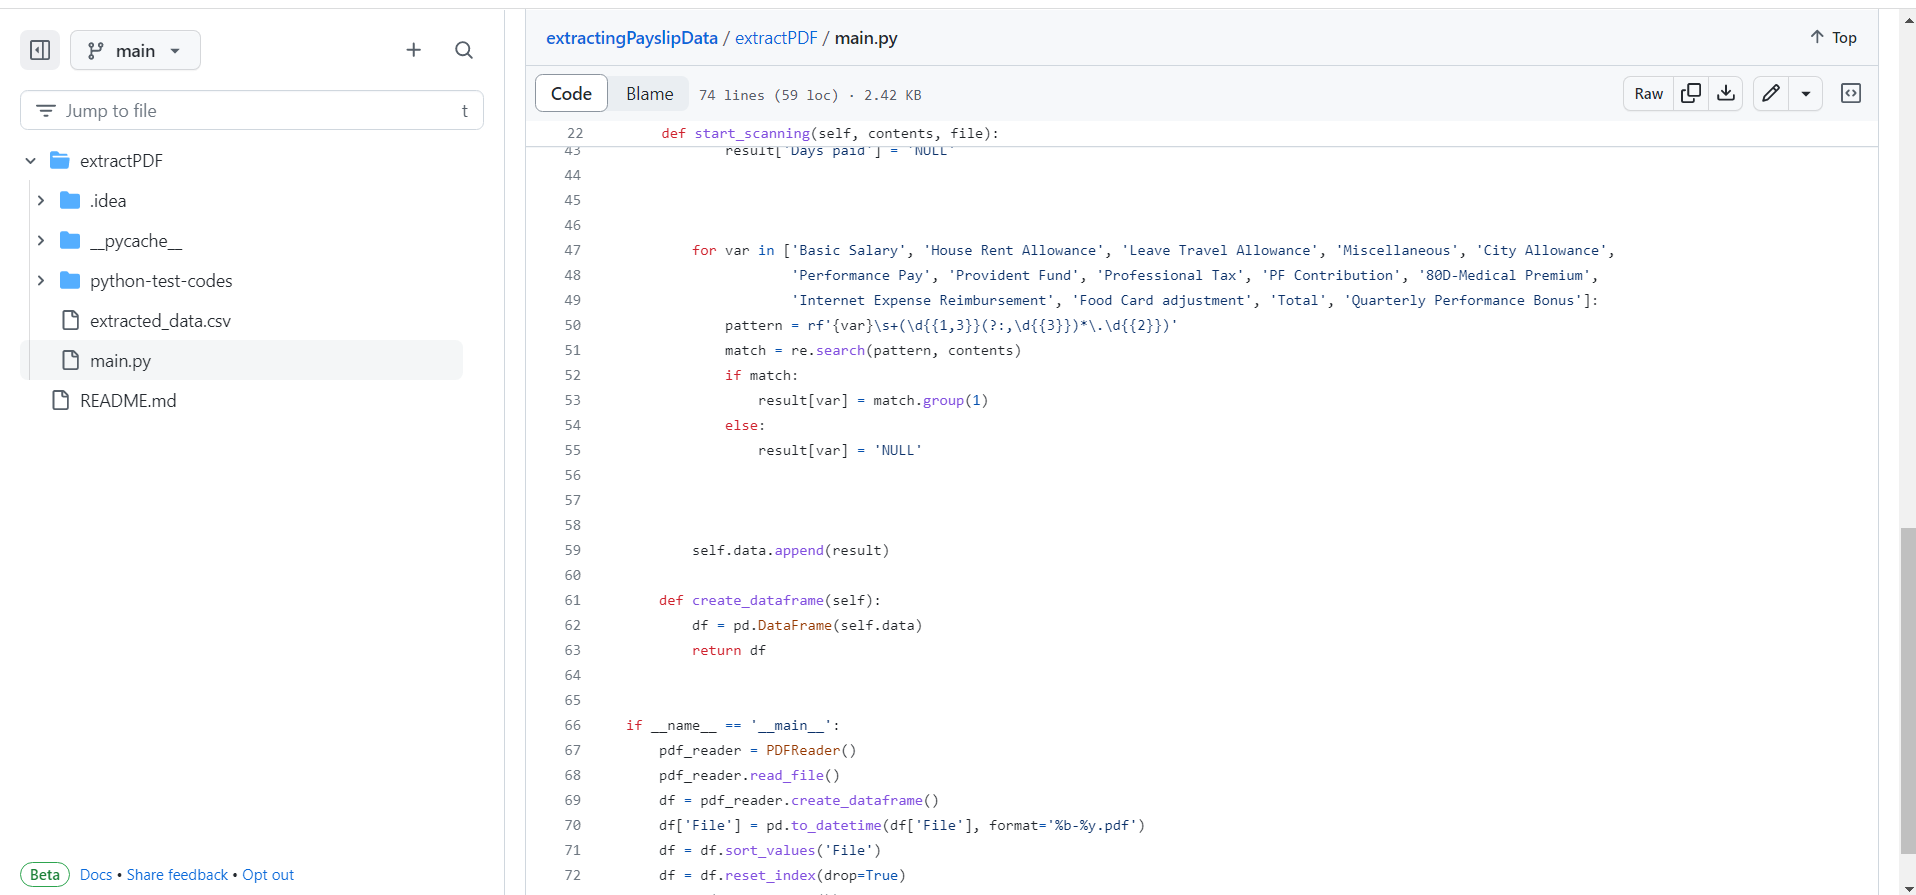 main
Jump to file
t
extractPDF
.idea
__pycache__
python-test-codes
extracted_data.csv
main.py
README.md
Beta Docs • Share feedback • Opt out
extractingPayslipData / extractPDF / main.py
Top
Code Blame 74 lines (59 loc) · 2.42 KB
Raw
22 def start_scanning(self, contents, file):
43 result['Days paid'] = 'NULL'
44
45
46
47 for var in ['Basic Salary', 'House Rent Allowance', 'Leave Travel Allowance', 'Miscellaneous', 'City Allowance',
48 'Performance Pay', 'Provident Fund', 'Professional Tax', 'PF Contribution', '80D-Medical Premium',
49 'Internet Expense Reimbursement', 'Food Card adjustment', 'Total', 'Quarterly Performance Bonus']:
50 pattern = rf'{var}\s+(\d{{1,3}}(?:,\d{{3}})*\.\d{{2}})'
51 match = re.search(pattern, contents)
52 if match:
53 result[var] = match.group(1)
54 else:
55 result[var] = 'NULL'
56
57
58
59 self.data.append(result)
60
61 def create_dataframe(self):
62 df = pd.DataFrame(self.data)
63 return df
64
65
66 if __name__ == '__main__':
67 pdf_reader = PDFReader()
68 pdf_reader.read_file()
69 df = pdf_reader.create_dataframe()
70 df['File'] = pd.to_datetime(df['File'], format='%b-%y.pdf')
71 df = df.sort_values('File')
72 df = df.reset_index(drop=True)